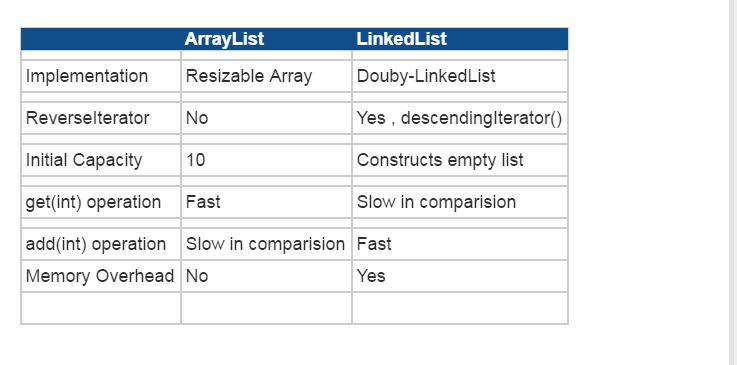 ArrayList LinkedList
Implementation Resizable Array Douby-LinkedList
ReverseIterator No Yes , descendingIterator()
Initial Capacity 10 Constructs empty list
get(int) operation Fast Slow in comparision
add(int) operation Slow in comparision Fast
Memory Overhead No Yes